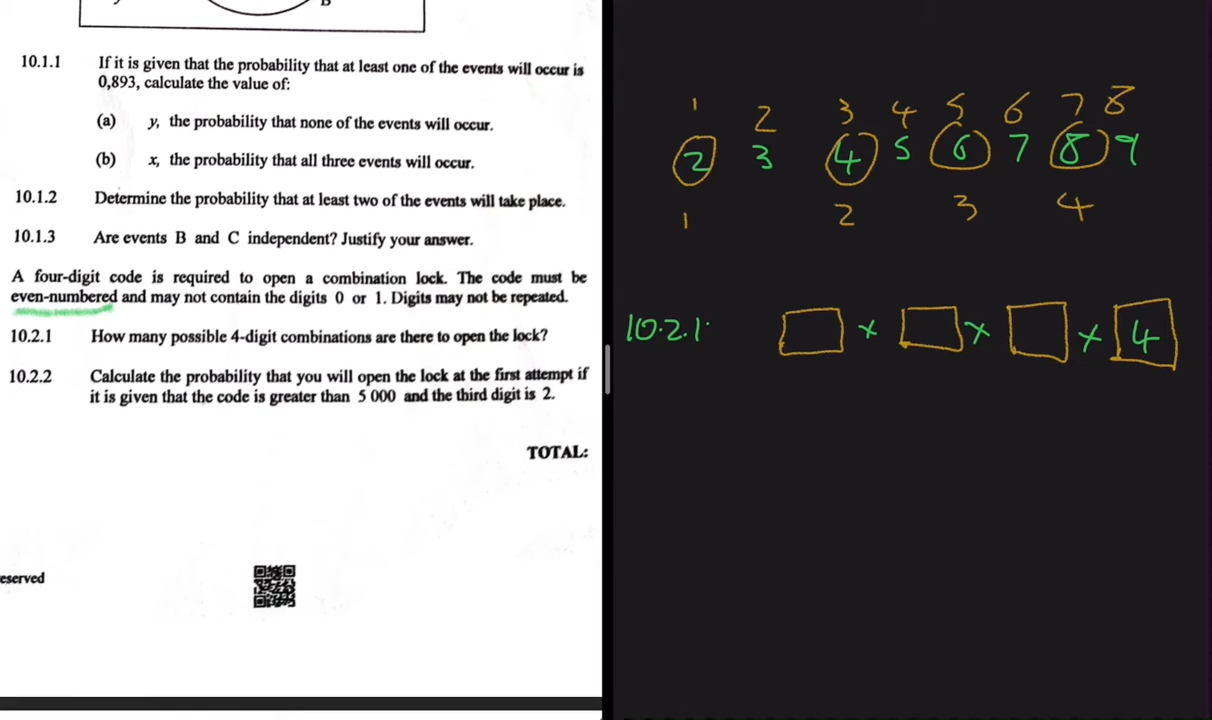 B
10.1.1 If it is given that the probability that at least one of the events will occur is
0,893, calculate the value of:
(a) y, the probability that none of the events will occur.
(b) x, the probability that all three events will occur.
10.1.2 Determine the probability that at least two of the events will take place.
10.1.3 Are events B and C independent? Justify your answer.
A four-digit code is required to open a combination lock. The code must be
even-numbered and may not contain the digits 0 or 1. Digits may not be repeated.
10.2.1 How many possible 4-digit combinations are there to open the lock?
10.2.2 Calculate the probability that you will open the lock at the first attempt if
it is given that the code is greater than 5 000 and the third digit is 2.
TOTAL:
eserved
1 2 3 4 5 6 7 8
2 3 4 5 6 7 8 9
1 2 3 4
10.2.1. × × × 4